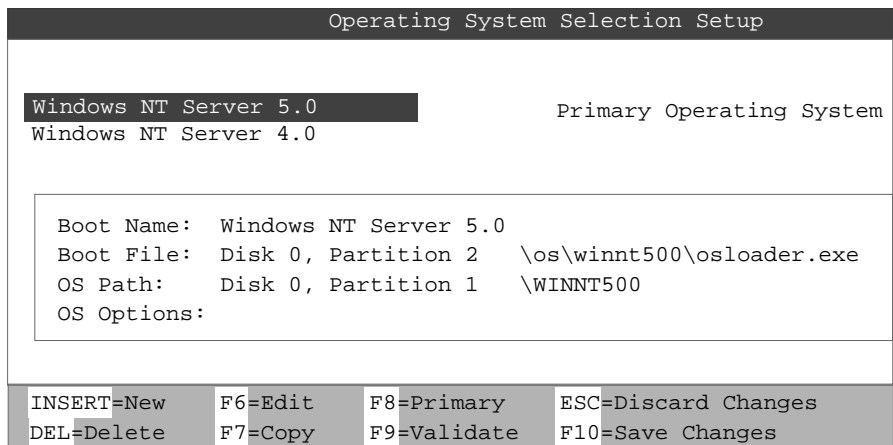 Operating System Selection Setup
Windows NT Server 5.0 Primary Operating System
Windows NT Server 4.0
Boot Name: Windows NT Server 5.0
Boot File: Disk 0, Partition 2 \os\winnt500\osloader.exe
OS Path: Disk 0, Partition 1 \WINNT500
OS Options:
INSERT=New F6=Edit F8=Primary ESC=Discard Changes
DEL=Delete F7=Copy F9=Validate F10=Save Changes